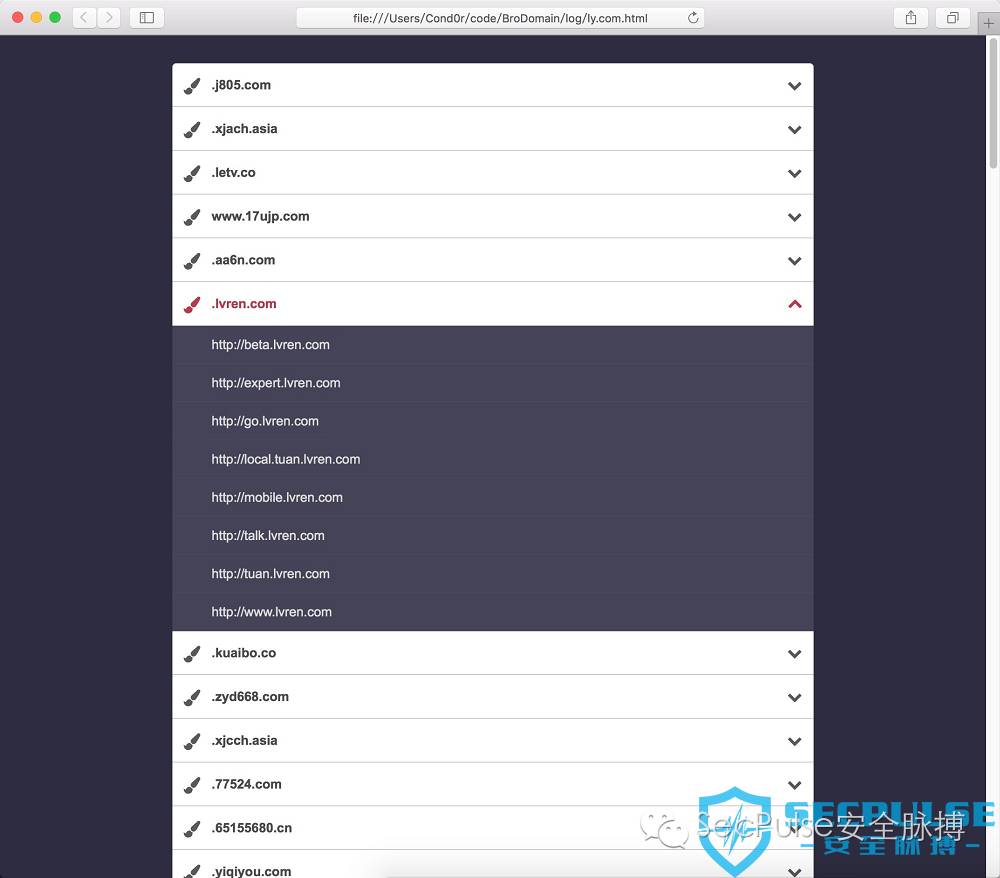 file:///Users/Cond0r/code/BroDomain/log/ly.com.html
.j805.com
.xjach.asia
.letv.co
www.17ujp.com
.aa6n.com
.lvren.com
http://beta.lvren.com
http://expert.lvren.com
http://go.lvren.com
http://local.tuan.lvren.com
http://mobile.lvren.com
http://talk.lvren.com
http://tuan.lvren.com
http://www.lvren.com
.kuaibo.co
.zyd668.com
.xjcch.asia
.77524.com
.65155680.cn
SECPULSE
SecPulse安全脉搏
-安全脉搏-
.yiqiyou.com